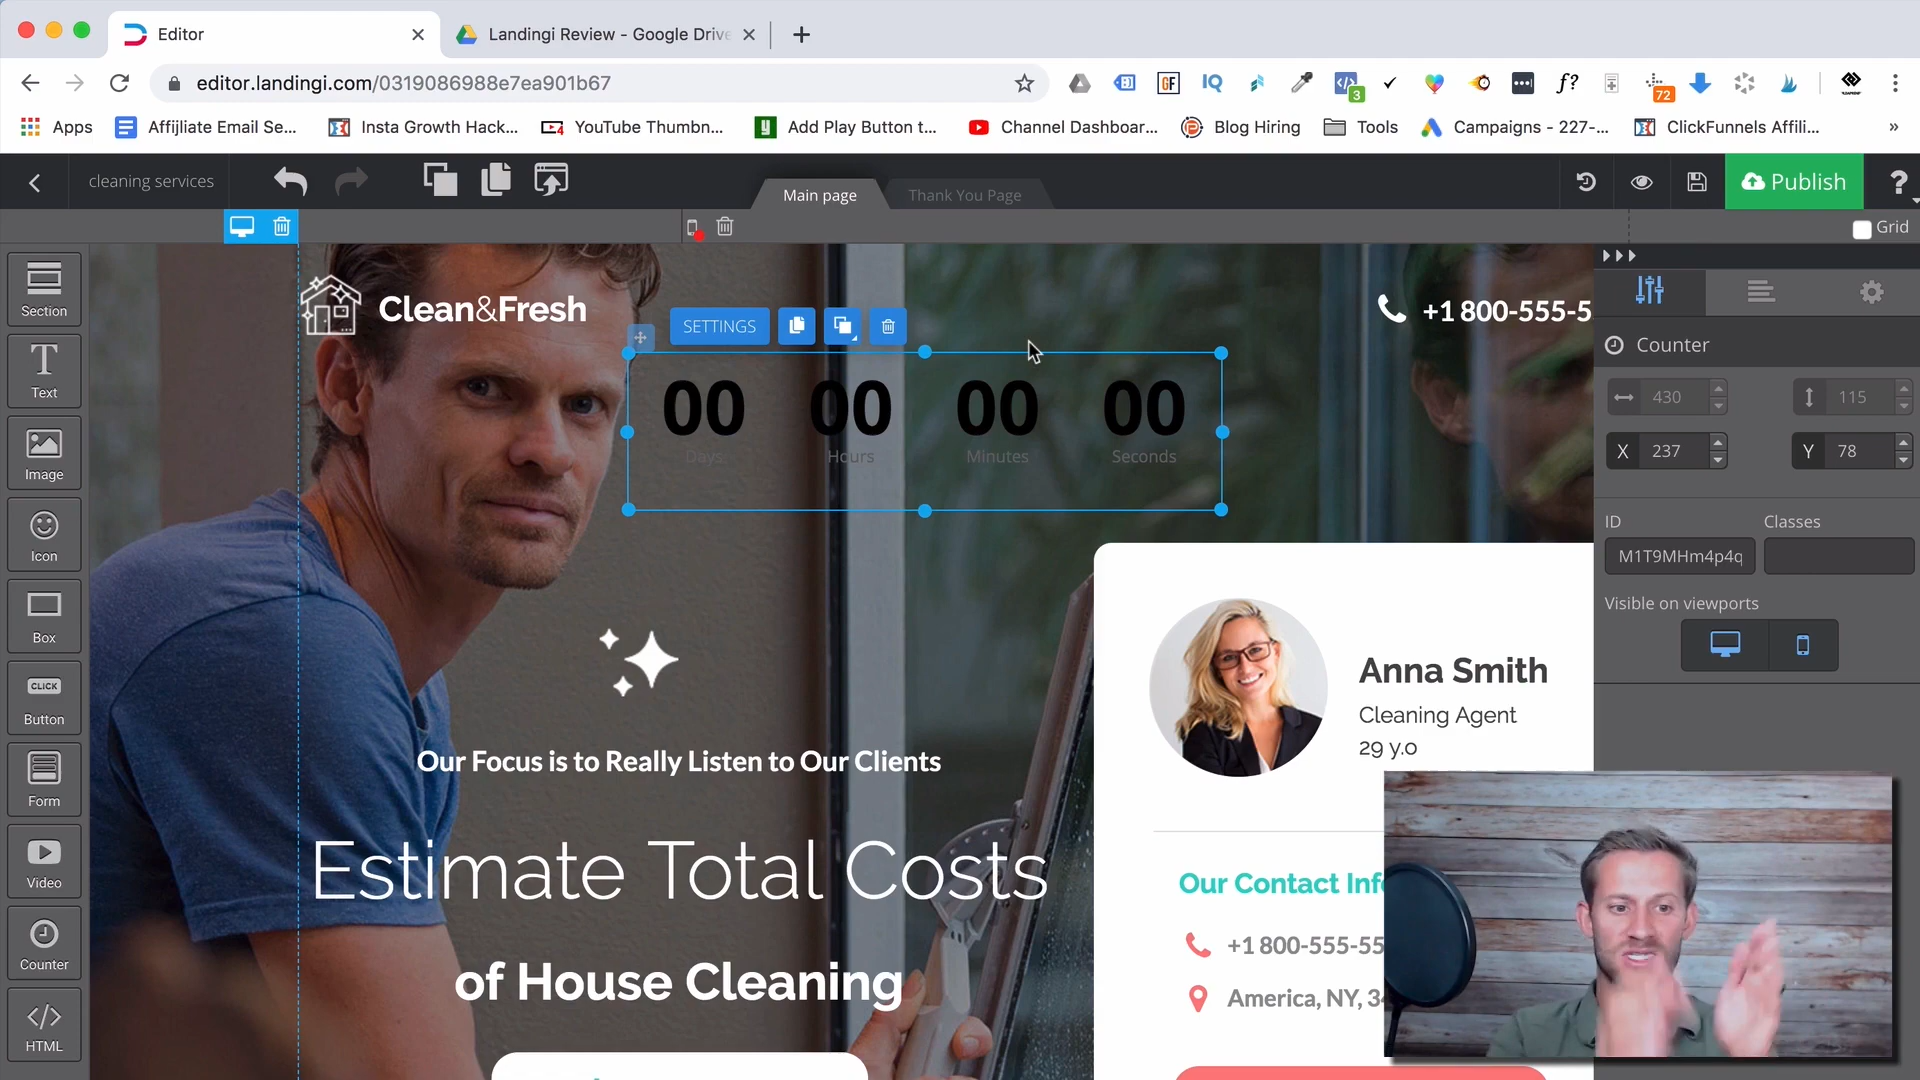 Editor
Landingi Review - Google Drive
editor.landingi.com/0319086988e7ea901b67
GF
IQ
3
f?
72
Apps
Affijliate Email Se...
Insta Growth Hack...
YouTube Thumbn...
Add Play Button t...
Channel Dashboar...
Blog Hiring
Tools
Campaigns - 227-...
ClickFunnels Affili...
»
cleaning services
Main page
Thank You Page
Publish
?
Grid
Section
Text
Image
Icon
Box
CLICK
Button
Form
Video
Counter
HTML
Clean&Fresh
+1 800-555-5
SETTINGS
00 00 00 00
Days Hours Minutes Seconds
Our Focus is to Really Listen to Our Clients
Estimate Total Costs
of House Cleaning
Anna Smith
Cleaning Agent
29 y.o
Our Contact Inf
+1 800-555-55
America, NY, 3
Counter
430
115
X 237
Y 78
ID
Classes
M1T9MHm4p4q
Visible on viewports